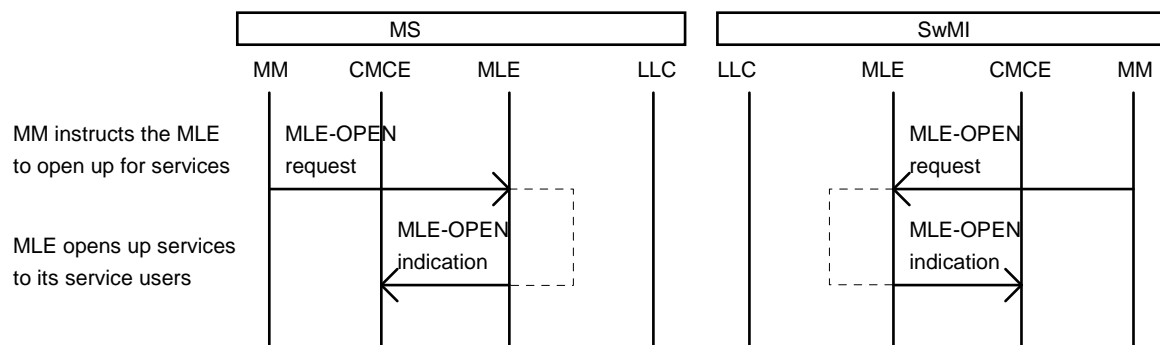 MS SwMI
MM CMCE MLE LLC LLC MLE CMCE MM
MM instructs the MLE MLE-OPEN MLE-OPEN
to open up for services request request
MLE opens up services MLE-OPEN MLE-OPEN
to its service users indication indication